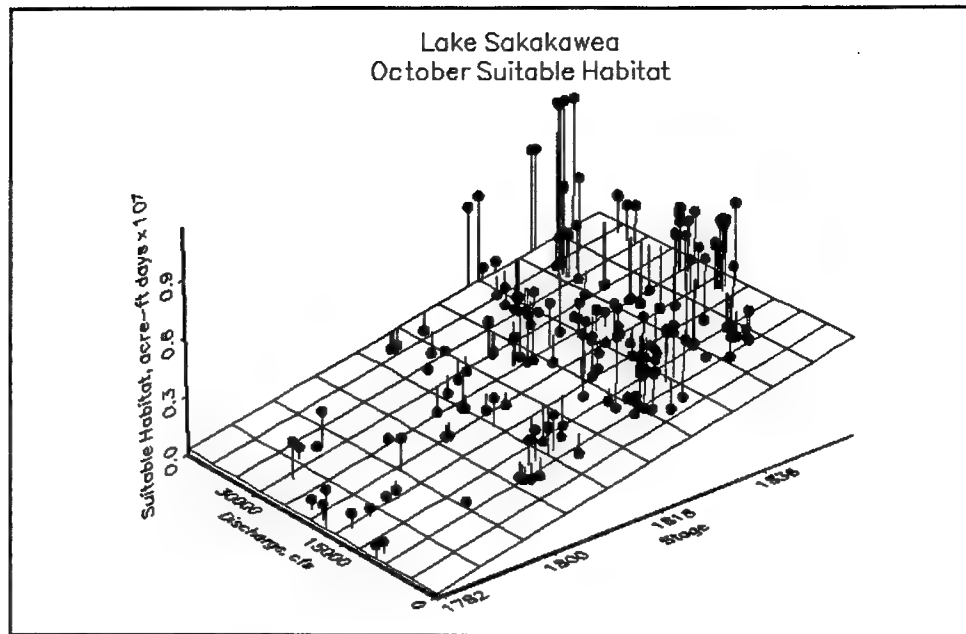 Lake Sakakawea
October Suitable Habitat
Suitable Habitat, acre-ft days x 10^7
0.9
0.6
0.3
0.0
30000
15000
0
Discharge, cfs
1782
1800
1818
1836
Stage